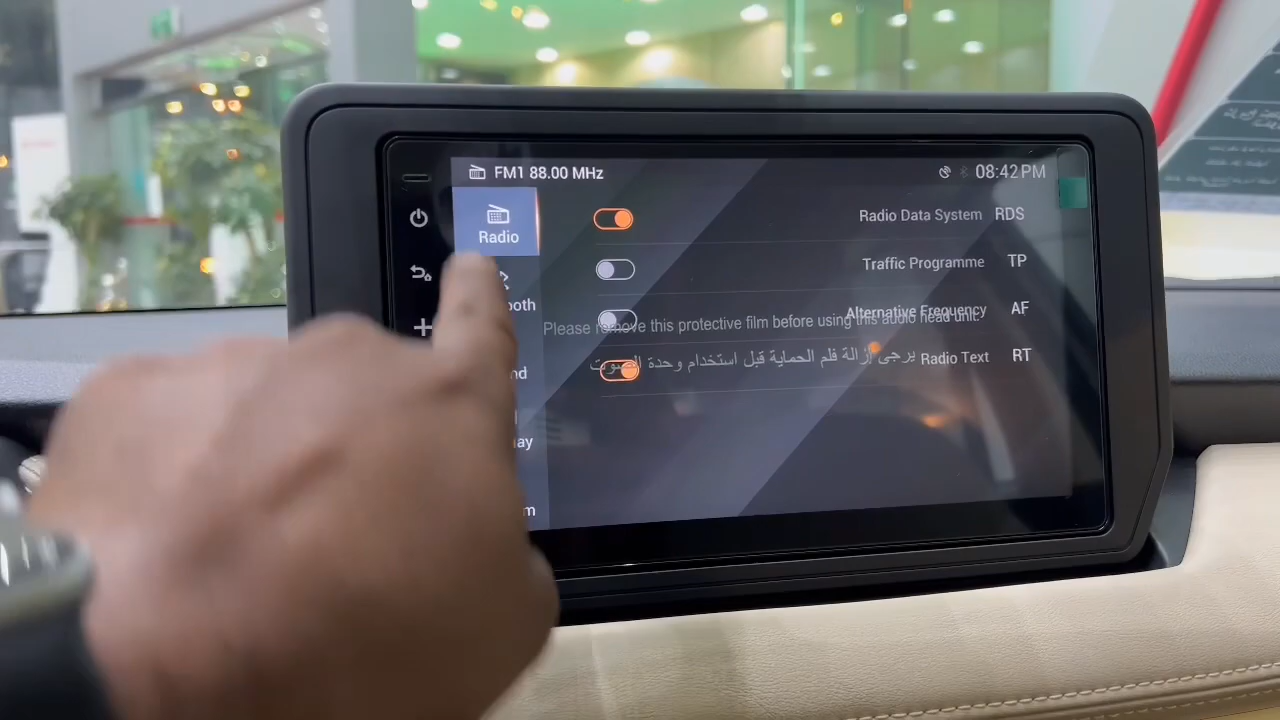 FM1 88.00 MHz
08:42 PM
Radio
Radio Data System RDS
Traffic Programme TP
Alternative Frequency AF
Please remove this protective film before using this audio head unit.
يرجى إزالة فلم الحماية قبل استخدام وحدة الصوت
Radio Text RT